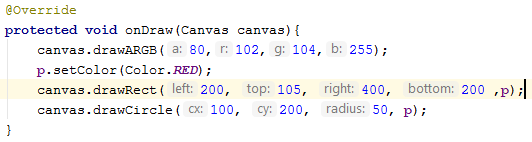 @Override
protected void onDraw(Canvas canvas){
canvas.drawARGB( a: 80, r: 102, g: 104, b: 255);
p.setColor(Color.RED);
canvas.drawRect( left: 200, top: 105, right: 400, bottom: 200 ,p);
canvas.drawCircle( cx: 100, cy: 200, radius: 50, p);
}